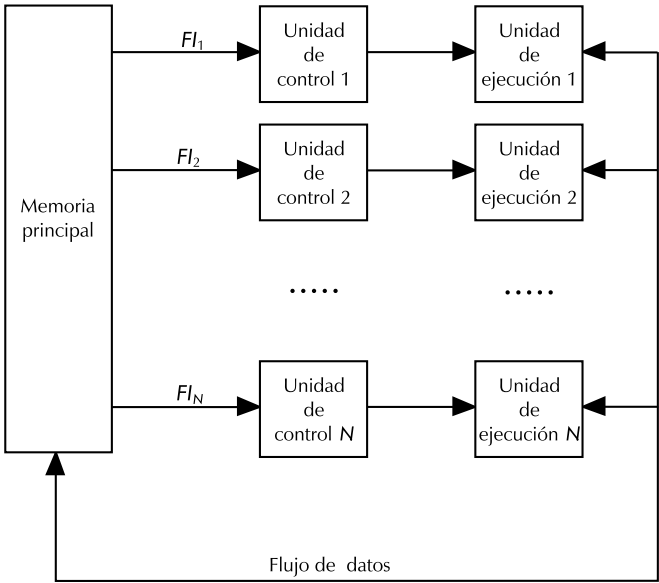 FI1
Unidad
de
control 1
Unidad
de
ejecución 1
FI2
Unidad
de
control 2
Unidad
de
ejecución 2
Memoria
principal
.....
.....
FIN
Unidad
de
control N
Unidad
de
ejecución N
Flujo de datos